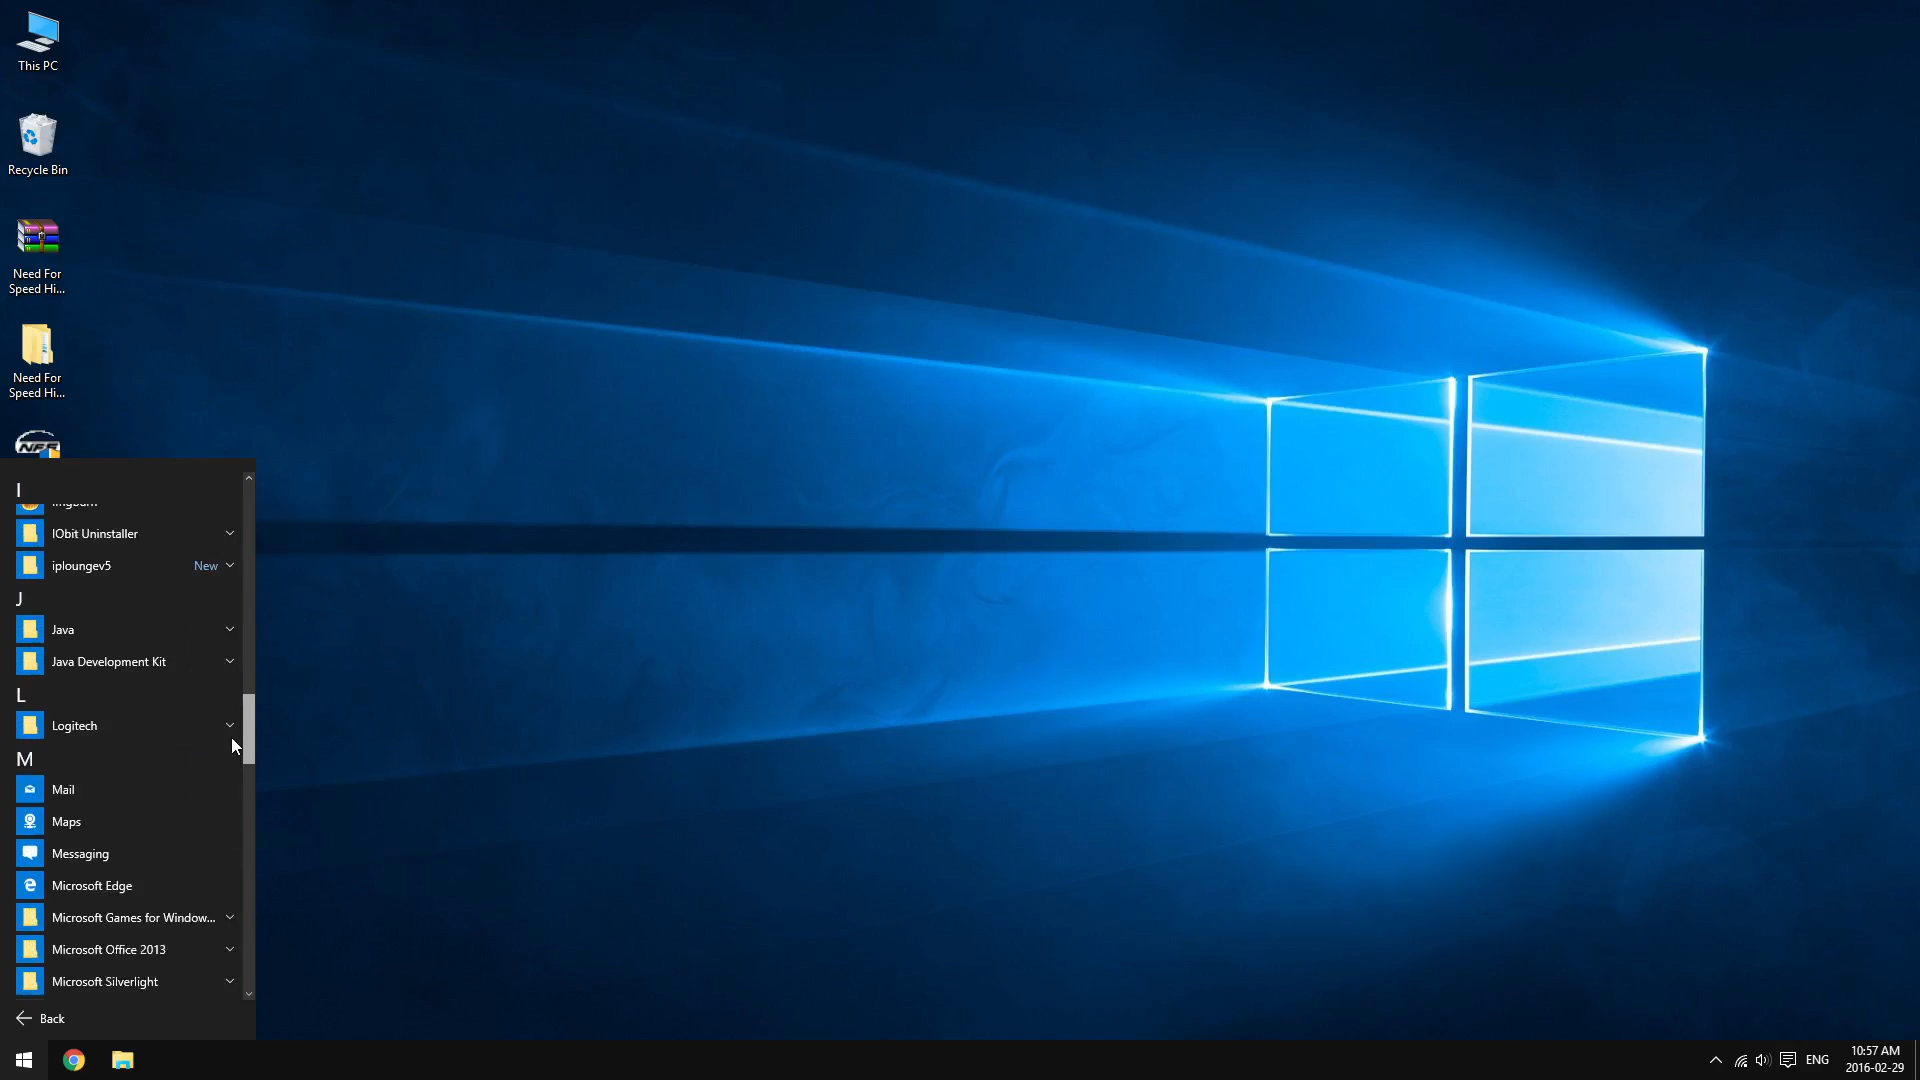 This PC
Recycle Bin
Need For
Speed Hi...
Need For
Speed Hi...
NFS
I
ImgBurn
IObit Uninstaller
iploungev5 New
J
Java
Java Development Kit
L
Logitech
M
Mail
Maps
Messaging
Microsoft Edge
Microsoft Games for Window...
Microsoft Office 2013
Microsoft Silverlight
Back
ENG
10:57 AM
2016-02-29